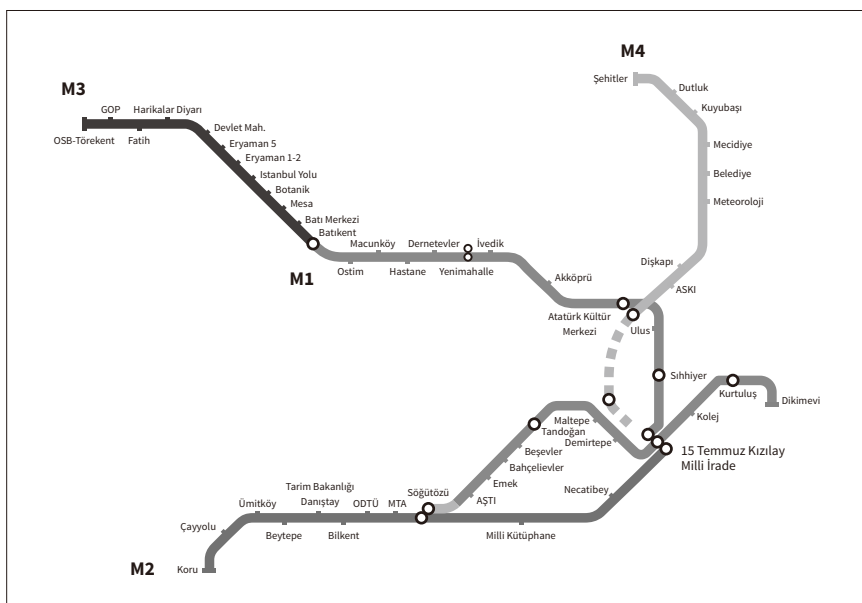 M4
Şehitler
Dutluk
Kuyubaşı
Mecidiye
Belediye
Meteoroloji
Dişkapı
ASKI
M3
GOP
Harikalar Diyarı
OSB-Törekent
Fatih
Devlet Mah.
Eryaman 5
Eryaman 1-2
Istanbul Yolu
Botanik
Mesa
Batı Merkezi
Batıkent
M1
Macunköy
Dernetevler
İvedik
Ostim
Hastane
Yenimahalle
Akköprü
Atatürk Kültür
Merkezi
Ulus
Sıhhiyer
Kurtuluş
Dikimevi
Kolej
15 Temmuz Kızılay
Milli İrade
Maltepe
Tandoğan
Demirtepe
Beşevler
Bahçelievler
Emek
AŞTI
Söğütözü
Necatibey
Tarim Bakanlığı
Danıştay
Ümitköy
ODTÜ
MTA
Çayyolu
Beytepe
Bilkent
Milli Kütüphane
M2
Koru